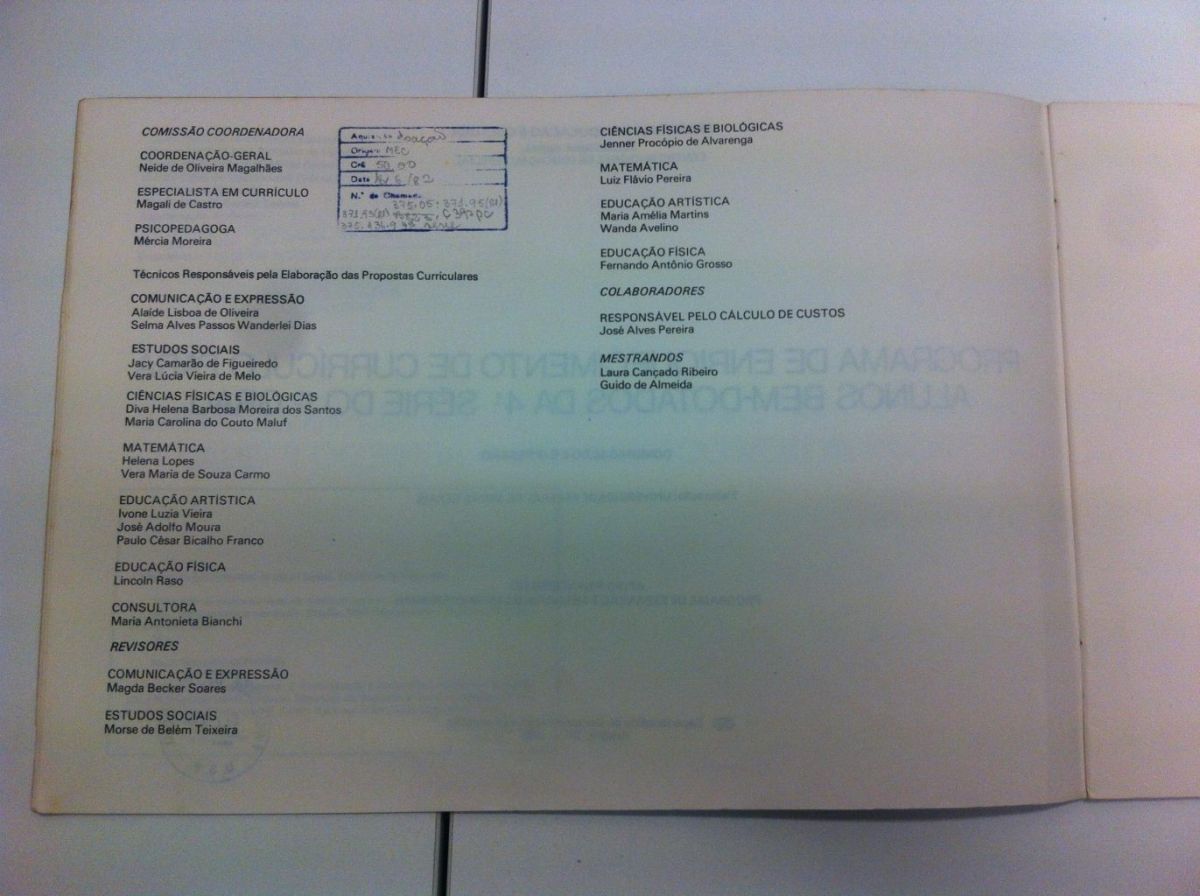 COMISSÃO COORDENADORA
COORDENAÇÃO-GERAL
Neide de Oliveira Magalhães
ESPECIALISTA EM CURRÍCULO
Magali de Castro
PSICOPEDAGOGA
Mércia Moreira
Doação
MEC
Cr$ 50,00
Data
N.º de Chamada
Técnicos Responsáveis pela Elaboração das Propostas Curriculares
COMUNICAÇÃO E EXPRESSÃO
Alaíde Lisboa de Oliveira
Selma Alves Passos Wanderlei Dias
ESTUDOS SOCIAIS
Jacy Camarão de Figueiredo
Vera Lúcia Vieira de Melo
CIÊNCIAS FÍSICAS E BIOLÓGICAS
Diva Helena Barbosa Moreira dos Santos
Maria Carolina do Couto Maluf
MATEMÁTICA
Helena Lopes
Vera Maria de Souza Carmo
EDUCAÇÃO ARTÍSTICA
Ivone Luzia Vieira
José Adolfo Moura
Paulo César Bicalho Franco
EDUCAÇÃO FÍSICA
Lincoln Raso
CONSULTORA
Maria Antonieta Bianchi
REVISORES
COMUNICAÇÃO E EXPRESSÃO
Magda Becker Soares
ESTUDOS SOCIAIS
Morse de Belém Teixeira
CIÊNCIAS FÍSICAS E BIOLÓGICAS
Jenner Procópio de Alvarenga
MATEMÁTICA
Luiz Flávio Pereira
EDUCAÇÃO ARTÍSTICA
Maria Amélia Martins
Wanda Avelino
EDUCAÇÃO FÍSICA
Fernando Antônio Grosso
COLABORADORES
RESPONSÁVEL PELO CÁLCULO DE CUSTOS
José Alves Pereira
MESTRANDOS
Laura Cançado Ribeiro
Guido de Almeida